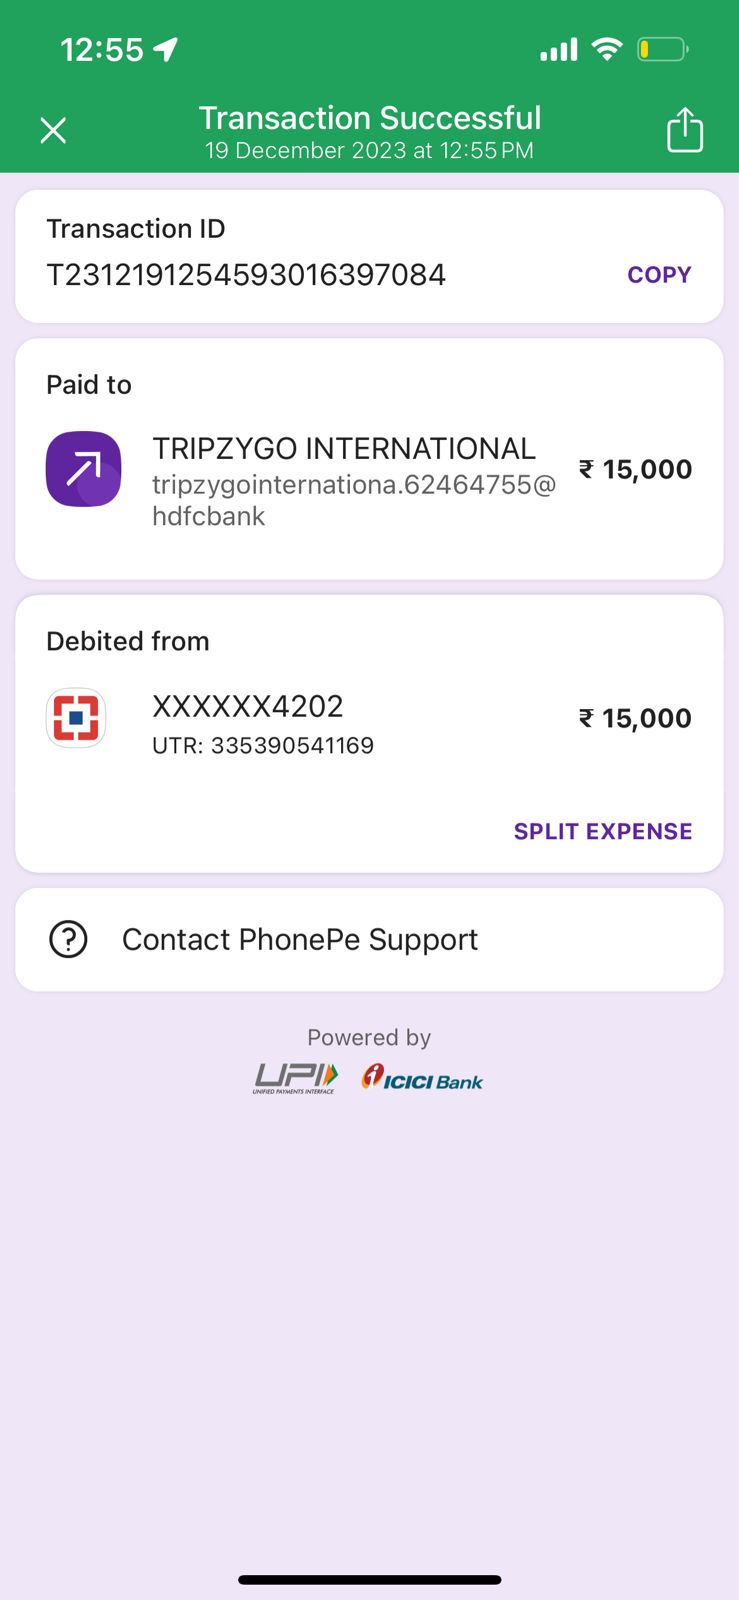 12:55
Transaction Successful
19 December 2023 at 12:55 PM
Transaction ID
T2312191254593016397084
COPY
Paid to
TRIPZYGO INTERNATIONAL
tripzygointernationa.62464755@
hdfcbank
₹ 15,000
Debited from
XXXXXX4202
UTR: 335390541169
₹ 15,000
SPLIT EXPENSE
Contact PhonePe Support
Powered by
UPI
UNIFIED PAYMENTS INTERFACE
ICICI Bank